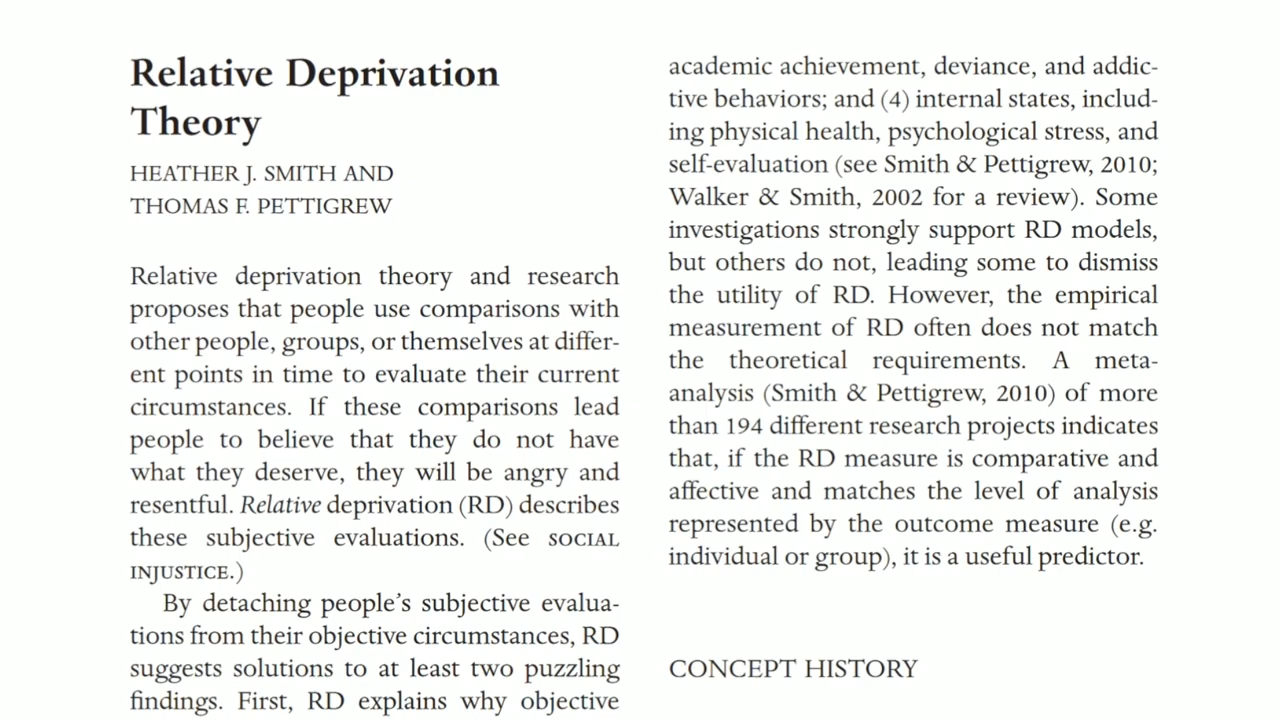 Relative Deprivation
Theory
HEATHER J. SMITH AND
THOMAS F. PETTIGREW
Relative deprivation theory and research
proposes that people use comparisons with
other people, groups, or themselves at differ-
ent points in time to evaluate their current
circumstances. If these comparisons lead
people to believe that they do not have
what they deserve, they will be angry and
resentful. Relative deprivation (RD) describes
these subjective evaluations. (See SOCIAL
INJUSTICE.)
By detaching people's subjective evalua-
tions from their objective circumstances, RD
suggests solutions to at least two puzzling
findings. First, RD explains why objective
academic achievement, deviance, and addic-
tive behaviors; and (4) internal states, includ-
ing physical health, psychological stress, and
self-evaluation (see Smith & Pettigrew, 2010;
Walker & Smith, 2002 for a review). Some
investigations strongly support RD models,
but others do not, leading some to dismiss
the utility of RD. However, the empirical
measurement of RD often does not match
the theoretical requirements. A meta-
analysis (Smith & Pettigrew, 2010) of more
than 194 different research projects indicates
that, if the RD measure is comparative and
affective and matches the level of analysis
represented by the outcome measure (e.g.
individual or group), it is a useful predictor.
CONCEPT HISTORY